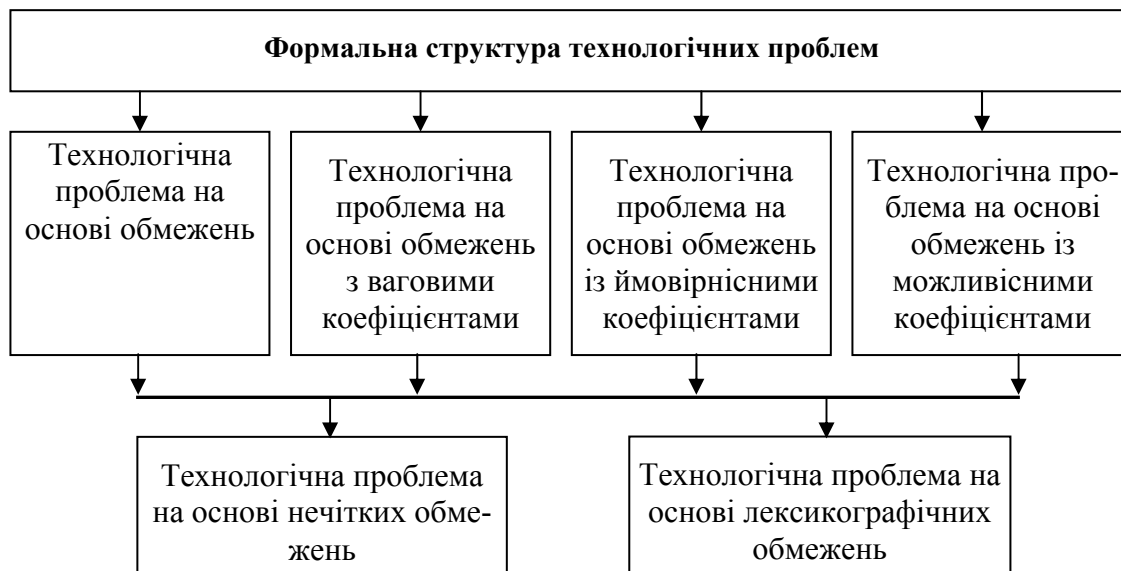 Формальна структура технологічних проблем
Технологічна
проблема на
основі обмежень
Технологічна
проблема на
основі обмежень
з ваговими
коефіцієнтами
Технологічна
проблема на
основі обмежень
із ймовірнісними
коефіцієнтами
Технологічна про-
блема на основі
обмежень із
можливісними
коефіцієнтами
Технологічна проблема
на основі нечітких обме-
жень
Технологічна проблема на
основі лексикографічних
обмежень